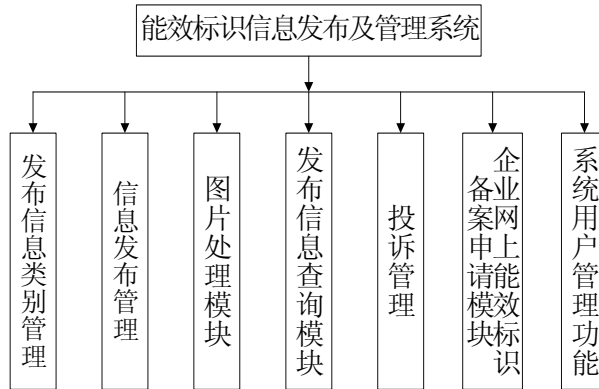 能效标识信息发布及管理系统
发布信息类别管理
信息发布管理
图片处理模块
发布信息查询模块
投诉管理
企业网上能效标识
备案申请模块
系统用户管理功能